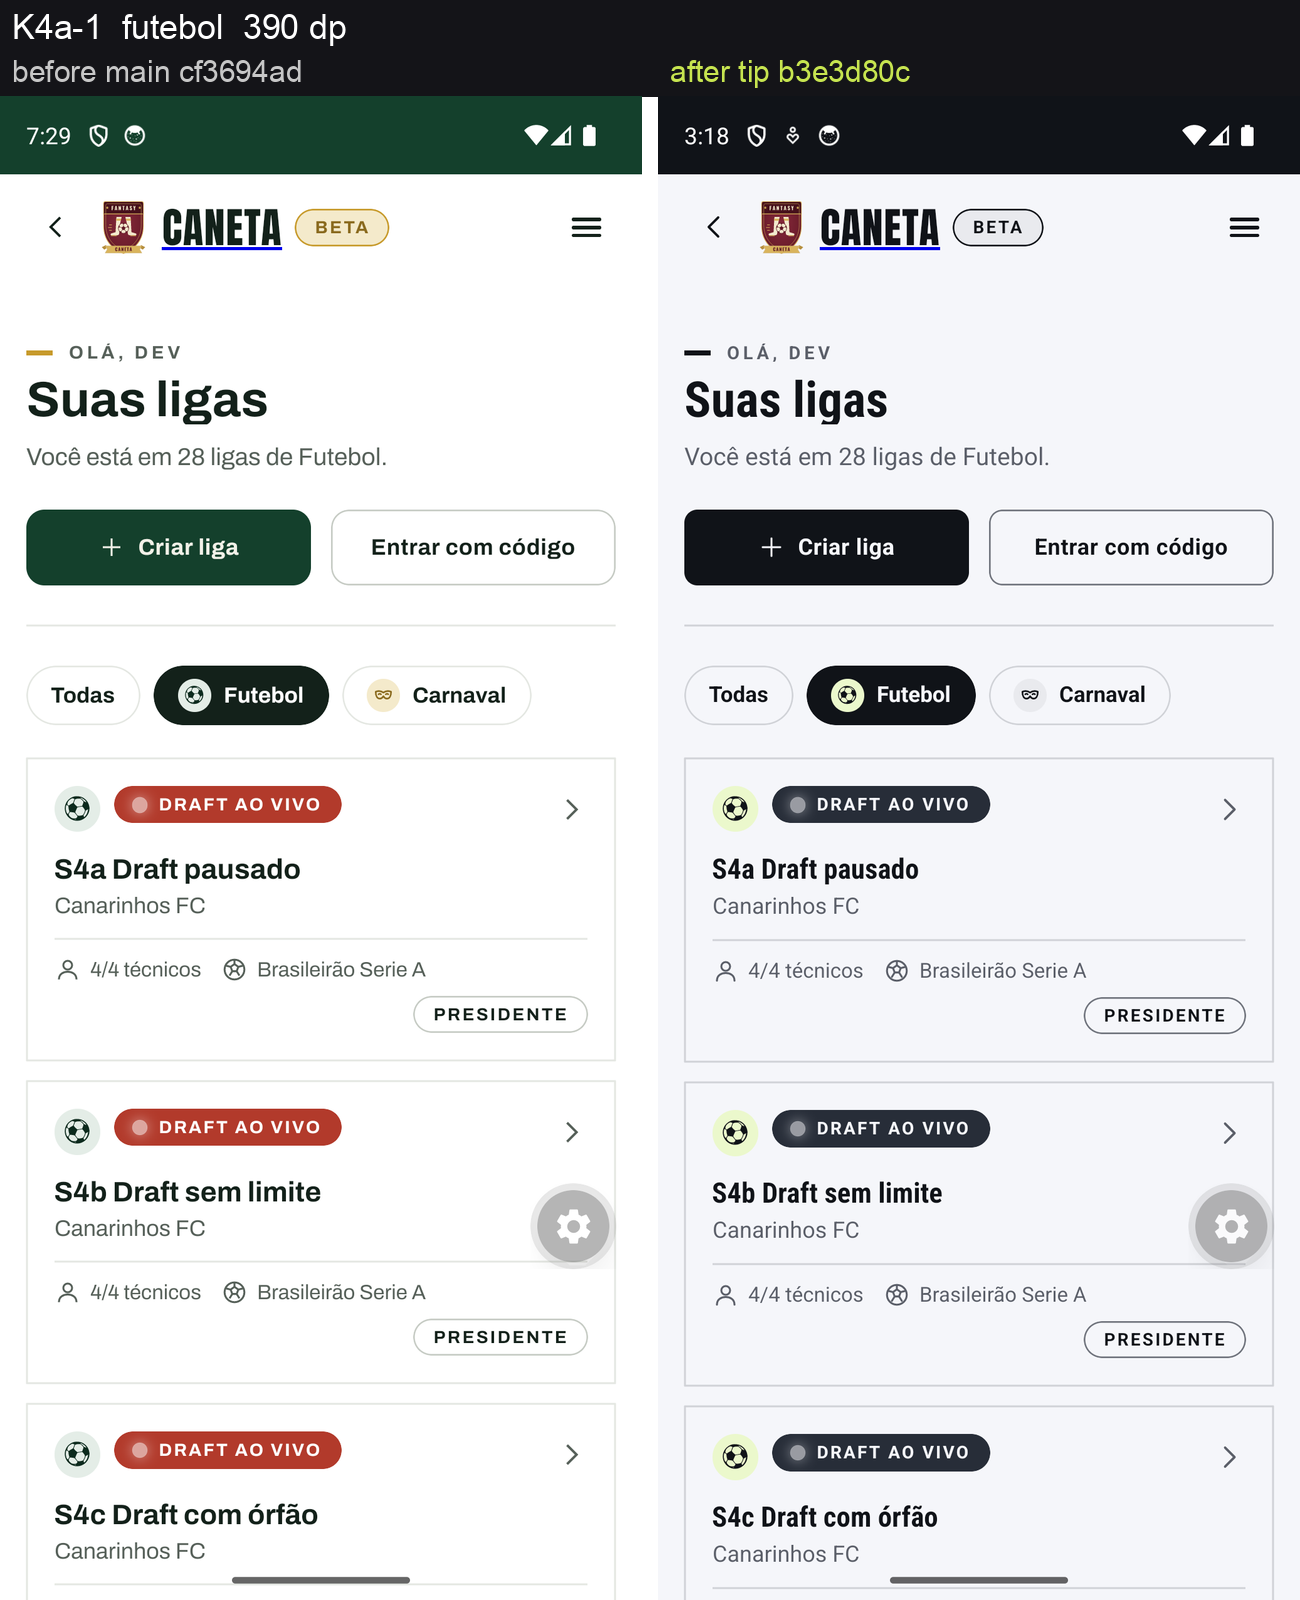 K4a-1 futebol 390 dp
before main cf3694ad
after tip b3e3d80c
7:29
FANTASY
CANETA
CANETA
BETA
OLÁ, DEV
Suas ligas
Você está em 28 ligas de Futebol.
+ Criar liga
Entrar com código
Todas
Futebol
Carnaval
DRAFT AO VIVO
S4a Draft pausado
Canarinhos FC
4/4 técnicos
Brasileirão Serie A
PRESIDENTE
DRAFT AO VIVO
S4b Draft sem limite
Canarinhos FC
4/4 técnicos
Brasileirão Serie A
PRESIDENTE
DRAFT AO VIVO
S4c Draft com órfão
Canarinhos FC
3:18
FANTASY
CANETA
CANETA
BETA
OLÁ, DEV
Suas ligas
Você está em 28 ligas de Futebol.
+ Criar liga
Entrar com código
Todas
Futebol
Carnaval
DRAFT AO VIVO
S4a Draft pausado
Canarinhos FC
4/4 técnicos
Brasileirão Serie A
PRESIDENTE
DRAFT AO VIVO
S4b Draft sem limite
Canarinhos FC
4/4 técnicos
Brasileirão Serie A
PRESIDENTE
DRAFT AO VIVO
S4c Draft com órfão
Canarinhos FC